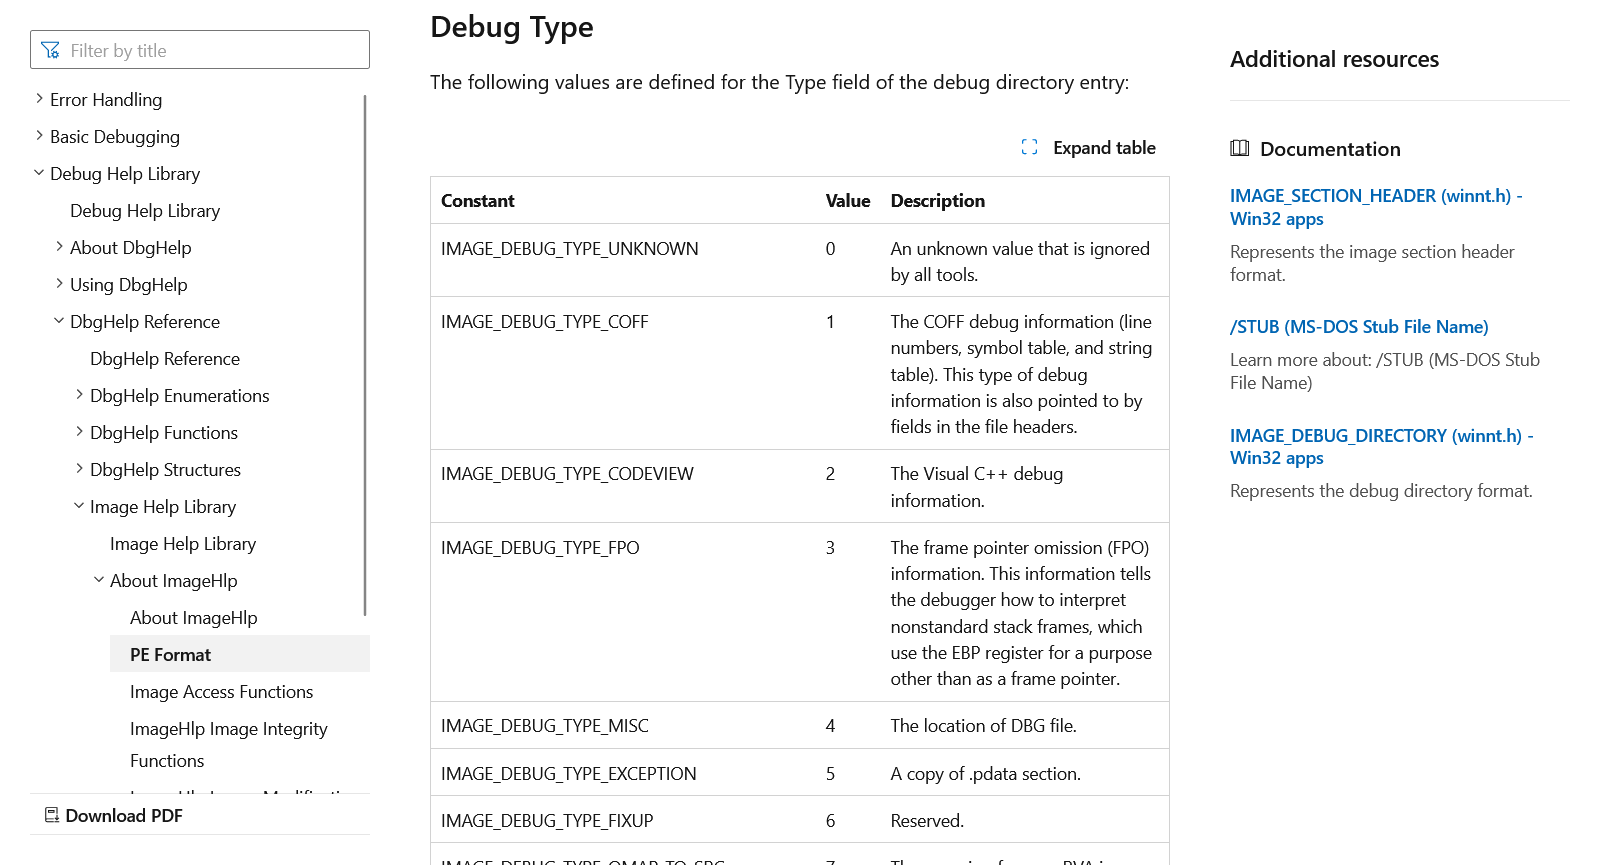 Filter by title
Error Handling
Basic Debugging
Debug Help Library
Debug Help Library
About DbgHelp
Using DbgHelp
DbgHelp Reference
DbgHelp Reference
DbgHelp Enumerations
DbgHelp Functions
DbgHelp Structures
Image Help Library
Image Help Library
About ImageHlp
About ImageHlp
PE Format
Image Access Functions
ImageHlp Image Integrity
Functions
Download PDF
Debug Type
The following values are defined for the Type field of the debug directory entry:
Expand table
Constant Value Description
IMAGE_DEBUG_TYPE_UNKNOWN 0 An unknown value that is ignored
by all tools.
IMAGE_DEBUG_TYPE_COFF 1 The COFF debug information (line
numbers, symbol table, and string
table). This type of debug
information is also pointed to by
fields in the file headers.
IMAGE_DEBUG_TYPE_CODEVIEW 2 The Visual C++ debug
information.
IMAGE_DEBUG_TYPE_FPO 3 The frame pointer omission (FPO)
information. This information tells
the debugger how to interpret
nonstandard stack frames, which
use the EBP register for a purpose
other than as a frame pointer.
IMAGE_DEBUG_TYPE_MISC 4 The location of DBG file.
IMAGE_DEBUG_TYPE_EXCEPTION 5 A copy of .pdata section.
IMAGE_DEBUG_TYPE_FIXUP 6 Reserved.
Additional resources
Documentation
IMAGE_SECTION_HEADER (winnt.h) -
Win32 apps
Represents the image section header
format.
/STUB (MS-DOS Stub File Name)
Learn more about: /STUB (MS-DOS Stub
File Name)
IMAGE_DEBUG_DIRECTORY (winnt.h) -
Win32 apps
Represents the debug directory format.